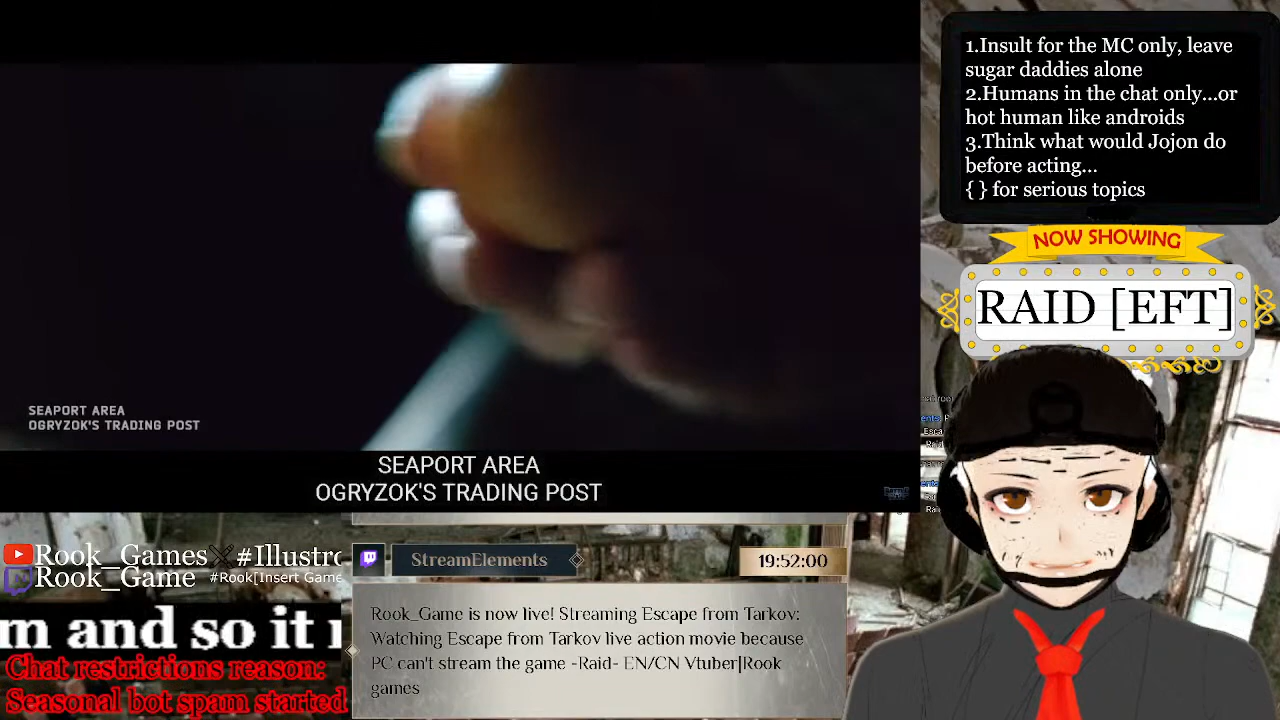 1.Insult for the MC only, leave
sugar daddies alone
2.Humans in the chat only...or
hot human like androids
3.Think what would Jojon do
before acting...
{ } for serious topics
NOW SHOWING
RAID [EFT]
SEAPORT AREA
OGRYZOK'S TRADING POST
SEAPORT AREA
OGRYZOK'S TRADING POST
Rook_Games
#Illustr
Rook_Game
#Rook[Insert Game
m and so it
Chat restrictions reason:
Seasonal bot spam started
StreamElements
19:52:00
Rook_Game is now live! Streaming Escape from Tarkov:
Watching Escape from Tarkov live action movie because
PC can't stream the game -Raid- EN/CN Vtuber|Rook
games